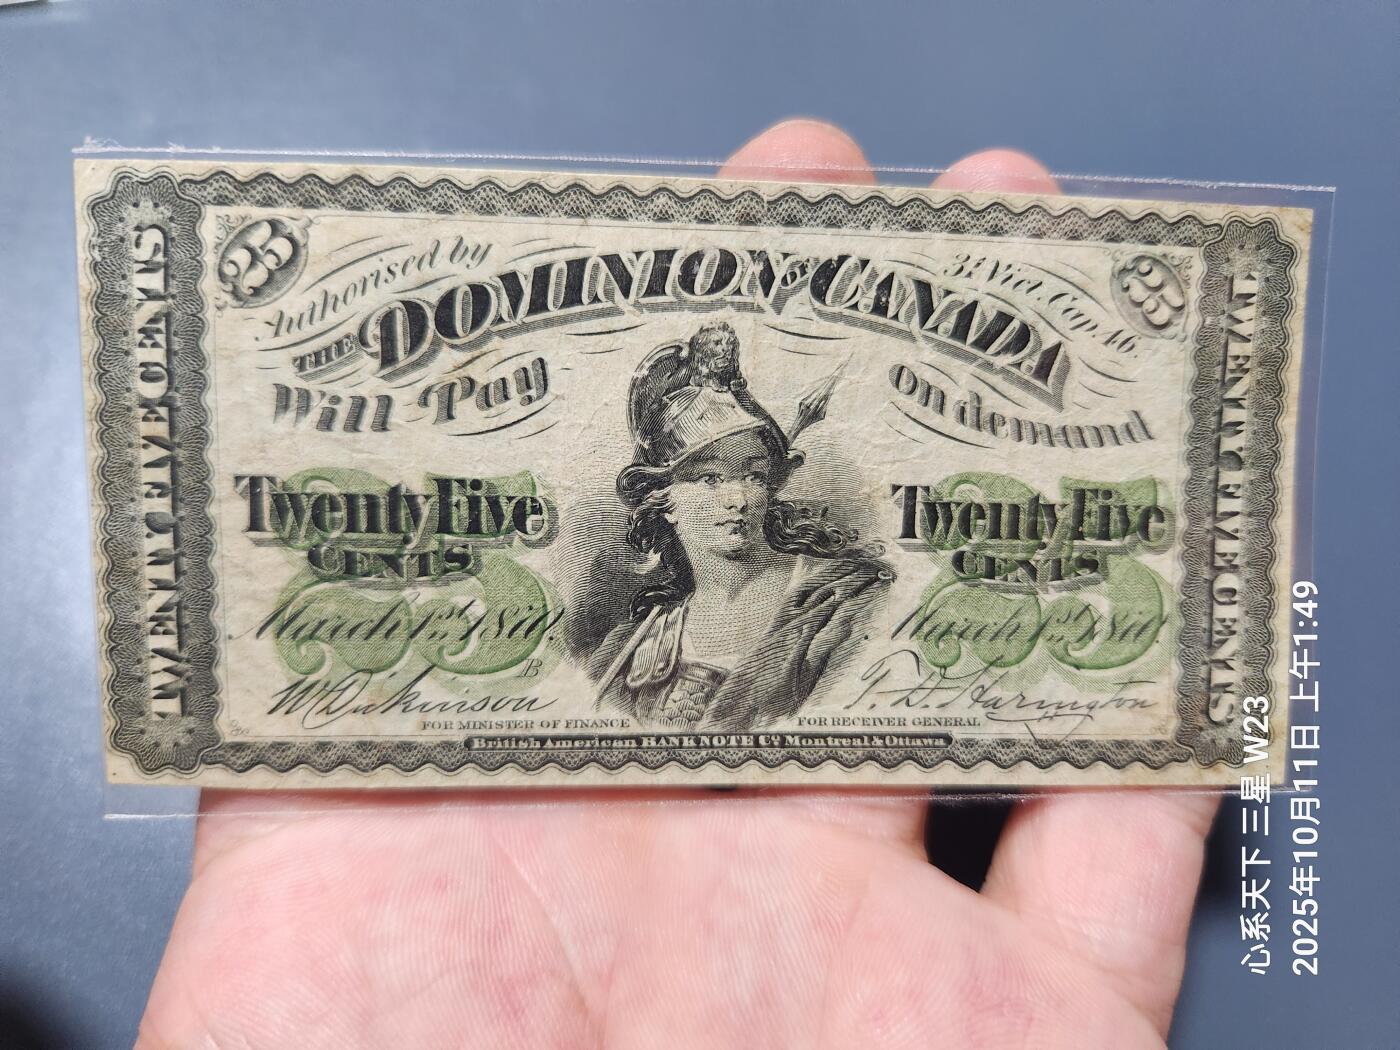 25
Authorised by
31 Vict. Cap 46.
25
THE DOMINION OF CANADA
Will Pay
on demand
Twenty Five
CENTS
25
Twenty Five
CENTS
25
March 1st. 1870.
March 1st. 1870.
B
W Dickinson
T. D. Harington
FOR MINISTER OF FINANCE
FOR RECEIVER GENERAL
British American BANK NOTE Co. Montreal & Ottawa
TWENTY FIVE CENTS
TWENTY FIVE CENTS
心系天下 三星 W23
2025年10月11日 上午1:49